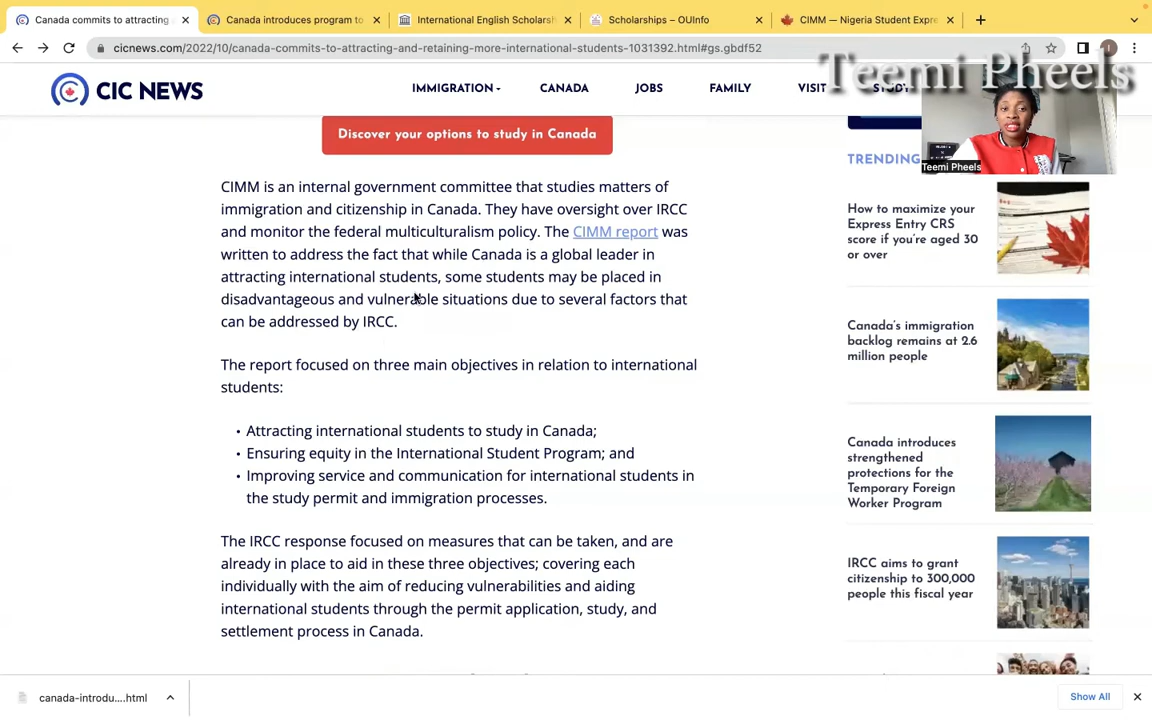 Canada commits to attracting
Canada introduces program to
International English Scholarsh
Scholarships – OUInfo
CIMM — Nigeria Student Expre
cicnews.com/2022/10/canada-commits-to-attracting-and-retaining-more-international-students-1031392.html#gs.gbdf52
Teemi Pheels
CIC NEWS
IMMIGRATION
CANADA
JOBS
FAMILY
VISIT
STUDY
Teemi Pheels
Discover your options to study in Canada
CIMM is an internal government committee that studies matters of
immigration and citizenship in Canada. They have oversight over IRCC
and monitor the federal multiculturalism policy. The CIMM report was
written to address the fact that while Canada is a global leader in
attracting international students, some students may be placed in
disadvantageous and vulnerable situations due to several factors that
can be addressed by IRCC.
The report focused on three main objectives in relation to international
students:
• Attracting international students to study in Canada;
• Ensuring equity in the International Student Program; and
• Improving service and communication for international students in
the study permit and immigration processes.
The IRCC response focused on measures that can be taken, and are
already in place to aid in these three objectives; covering each
individually with the aim of reducing vulnerabilities and aiding
international students through the permit application, study, and
settlement process in Canada.
TRENDING
How to maximize your
Express Entry CRS
score if you're aged 30
or over
Canada's immigration
backlog remains at 2.6
million people
Canada introduces
strengthened
protections for the
Temporary Foreign
Worker Program
IRCC aims to grant
citizenship to 300,000
people this fiscal year
canada-introdu....html
Show All